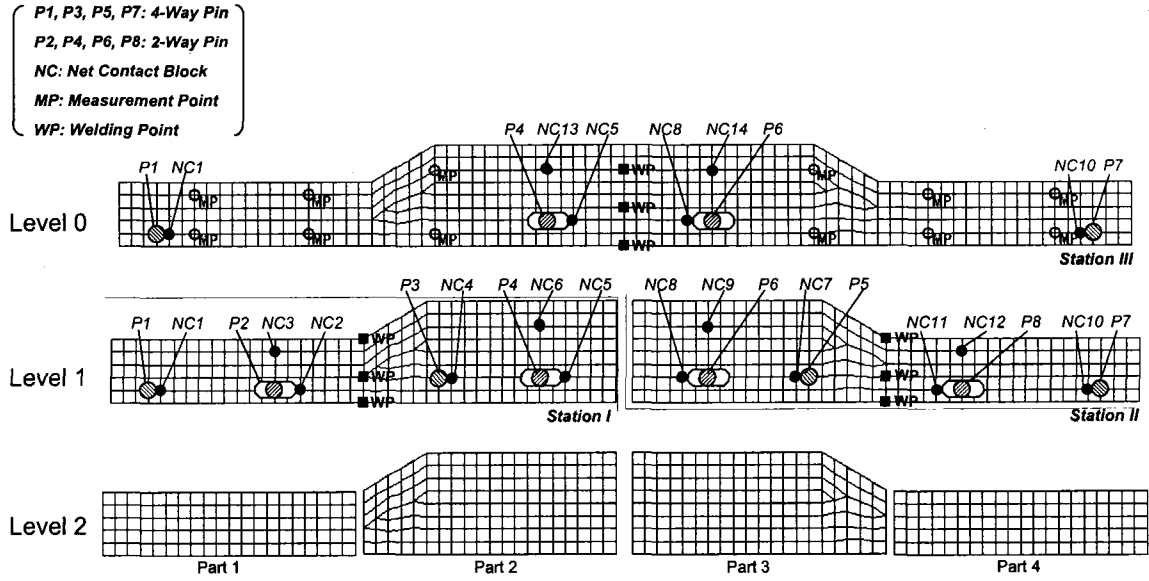 P1, P3, P5, P7: 4-Way Pin
P2, P4, P6, P8: 2-Way Pin
NC: Net Contact Block
MP: Measurement Point
WP: Welding Point
P1 NC1 P4 NC13 NC5 NC8 NC14 P6 NC10 P7
MP MP MP WP MP MP MP
Level 0
WP
MP MP MP WP MP MP MP
Station III
P1 NC1 P2 NC3 NC2 P3 NC4 P4 NC6 NC5 NC8 NC9 P6 NC7 P5 NC11 NC12 P8 NC10 P7
WP WP
Level 1
WP WP
WP WP
Station I Station II
Level 2
Part 1 Part 2 Part 3 Part 4